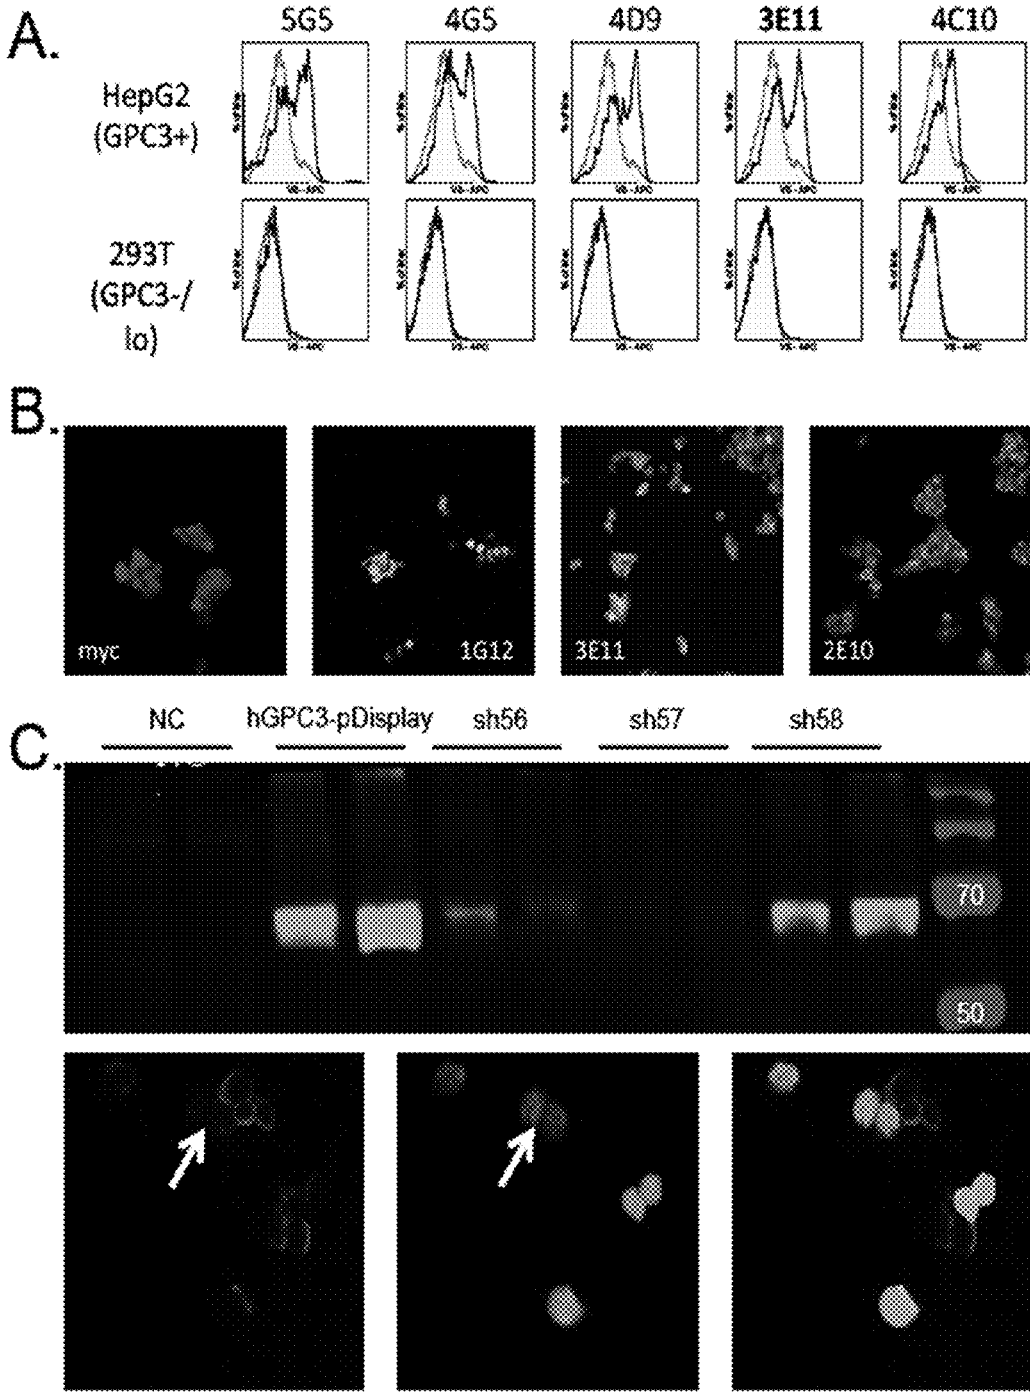 A.
5G5 4G5 4D9 3E11 4C10
HepG2
(GPC3+)
293T
(GPC3-/
lo)
B.
myc 1G12 3E11 2E10
C.
NC hGPC3-pDisplay sh56 sh57 sh58
70
50